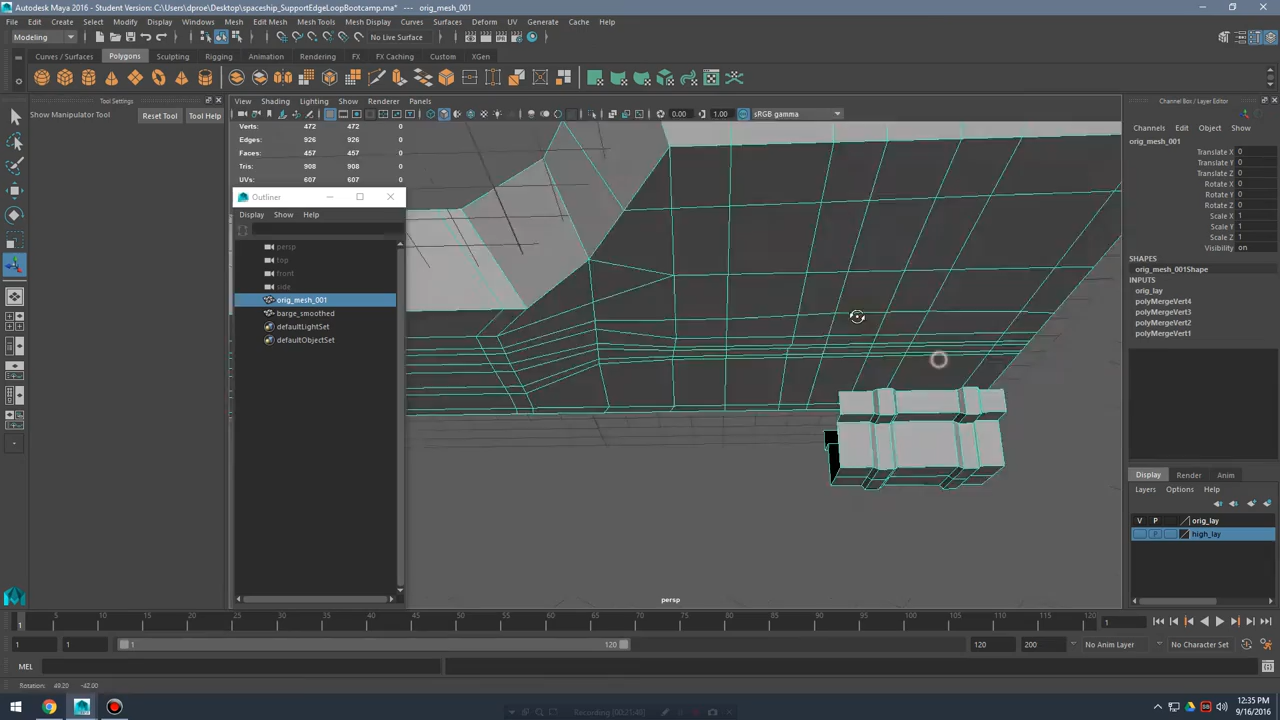 Autodesk Maya 2016 - Student Version: C:\Users\dproe\Desktop\spaceship_SupportEdgeLoopBootcamp.ma* --- orig_mesh_001
File Edit Create Select Modify Display Windows Mesh Edit Mesh Mesh Tools Mesh Display Curves Surfaces Deform UV Generate Cache Help
Modeling No Live Surface
Curves / Surfaces Polygons Sculpting Rigging Animation Rendering FX FX Caching Custom XGen
Tool Settings
Show Manipulator Tool Reset Tool Tool Help
View Shading Lighting Show Renderer Panels
0.00 1.00 sRGB gamma
Verts: 472 472 0
Edges: 926 926 0
Faces: 457 457 0
Tris: 908 908 0
UVs: 607 607 0
Outliner
Display Show Help
persp
top
front
side
orig_mesh_001
barge_smoothed
defaultLightSet
defaultObjectSet
persp
Channel Box / Layer Editor
Channels Edit Object Show
orig_mesh_001
Translate X 0
Translate Y 0
Translate Z 0
Rotate X 0
Rotate Y 0
Rotate Z 0
Scale X 1
Scale Y 1
Scale Z 1
Visibility on
SHAPES
orig_mesh_001Shape
INPUTS
orig_lay
polyMergeVert4
polyMergeVert1
polyMergeVert2
polyMergeVert3
Display Render Anim
Layers Options Help
V P orig_lay
P high_lay
5 10 15 20 25 30 35 40 45 50 55 60 65 70 75 80 85 90 95 100 105 110 115 120
1 1
1 1 1 120 120 200 No Anim Layer No Character Set
MEL
Rotation: 49.20 -42.00
Recording [00:21:40]
12:35 PM
9/16/2016